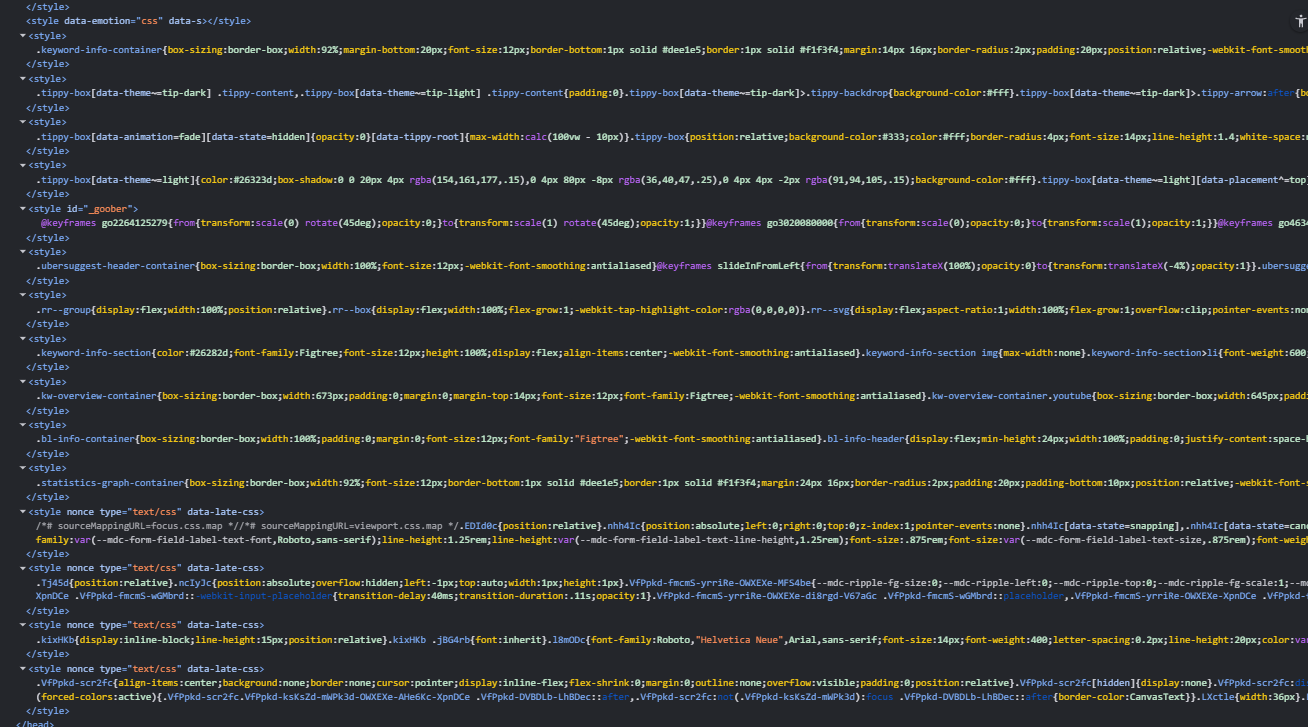 </style>
<style data-emotion="css" data-s></style>
<style>
.keyword-info-container{box-sizing:border-box;width:92%;margin-bottom:20px;font-size:12px;border-bottom:1px solid #dee1e5;border:1px solid #f1f3f4;margin:14px 16px;border-radius:2px;padding:20px;position:relative;-webkit-font-smooth
</style>
<style>
.tippy-box[data-theme~=tip-dark] .tippy-content,.tippy-box[data-theme~=tip-light] .tippy-content{padding:0}.tippy-box[data-theme~=tip-dark]>.tippy-backdrop{background-color:#fff}.tippy-box[data-theme~=tip-dark]>.tippy-arrow:after{bo
</style>
<style>
.tippy-box[data-animation=fade][data-state=hidden]{opacity:0}[data-tippy-root]{max-width:calc(100vw - 10px)}.tippy-box{position:relative;background-color:#333;color:#fff;border-radius:4px;font-size:14px;line-height:1.4;white-space:n
</style>
<style>
.tippy-box[data-theme~=light]{color:#26323d;box-shadow:0 0 20px 4px rgba(154,161,177,.15),0 4px 80px -8px rgba(36,40,47,.25),0 4px 4px -2px rgba(91,94,105,.15);background-color:#fff}.tippy-box[data-theme~=light][data-placement^=top
</style>
<style id="_goober">
@keyframes go2264125279{from{transform:scale(0) rotate(45deg);opacity:0;}to{transform:scale(1) rotate(45deg);opacity:1;}}@keyframes go3020080000{from{transform:scale(0);opacity:0;}to{transform:scale(1);opacity:1;}}@keyframes go4634
</style>
<style>
.ubersuggest-header-container{box-sizing:border-box;width:100%;font-size:12px;-webkit-font-smoothing:antialiased}@keyframes slideInFromLeft{from{transform:translateX(100%);opacity:0}to{transform:translateX(-4%);opacity:1}}.ubersugge
</style>
<style>
.rr--group{display:flex;width:100%;position:relative}.rr--box{display:flex;width:100%;flex-grow:1;-webkit-tap-highlight-color:rgba(0,0,0,0)}.rr--svg{display:flex;aspect-ratio:1;width:100%;flex-grow:1;overflow:clip;pointer-events:non
</style>
<style>
.keyword-info-section{color:#26282d;font-family:Figtree;font-size:12px;height:100%;display:flex;align-items:center;-webkit-font-smoothing:antialiased}.keyword-info-section img{max-width:none}.keyword-info-section>li{font-weight:600;
</style>
<style>
.kw-overview-container{box-sizing:border-box;width:673px;padding:0;margin:0;margin-top:14px;font-size:12px;font-family:Figtree;-webkit-font-smoothing:antialiased}.kw-overview-container.youtube{box-sizing:border-box;width:645px;paddi
</style>
<style>
.bl-info-container{box-sizing:border-box;width:100%;padding:0;margin:0;font-size:12px;font-family:"Figtree";-webkit-font-smoothing:antialiased}.bl-info-header{display:flex;min-height:24px;width:100%;padding:0;justify-content:space-b
</style>
<style>
.statistics-graph-container{box-sizing:border-box;width:92%;font-size:12px;border-bottom:1px solid #dee1e5;border:1px solid #f1f3f4;margin:24px 16px;border-radius:2px;padding:20px;padding-bottom:10px;position:relative;-webkit-font-s
</style>
<style nonce type="text/css" data-late-css>
/*# sourceMappingURL=focus.css.map *//*# sourceMappingURL=viewport.css.map */.EDId0c{position:relative}.nhh4Ic{position:absolute;left:0;right:0;top:0;z-index:1;pointer-events:none}.nhh4Ic[data-state=snapping],.nhh4Ic[data-state=canc
family:var(--mdc-form-field-label-text-font,Roboto,sans-serif);line-height:1.25rem;line-height:var(--mdc-form-field-label-text-line-height,1.25rem);font-size:.875rem;font-size:var(--mdc-form-field-label-text-size,.875rem);font-weigh
</style>
<style nonce type="text/css" data-late-css>
.Tj45d{position:relative}.ncIyJc{position:absolute;overflow:hidden;left:-1px;top:auto;width:1px;height:1px}.VfPpkd-fmcmS-yrriRe-OWXEXe-MFS4be{--mdc-ripple-fg-size:0;--mdc-ripple-left:0;--mdc-ripple-top:0;--mdc-ripple-fg-scale:1;--m
XpnDCe .VfPpkd-fmcmS-wGMbrd::-webkit-input-placeholder{transition-delay:40ms;transition-duration:.11s;opacity:1}.VfPpkd-fmcmS-yrriRe-OWXEXe-di8rgd-V67aGc .VfPpkd-fmcmS-wGMbrd::placeholder,.VfPpkd-fmcmS-yrriRe-OWXEXe-XpnDCe .VfPpkd-f
</style>
<style nonce type="text/css" data-late-css>
.kixHKb{display:inline-block;line-height:15px;position:relative}.kixHKb .jBG4rb{font:inherit}.l8mODc{font-family:Roboto,"Helvetica Neue",Arial,sans-serif;font-size:14px;font-weight:400;letter-spacing:0.2px;line-height:20px;color:var
</style>
<style nonce type="text/css" data-late-css>
.VfPpkd-scr2fc{align-items:center;background:none;border:none;cursor:pointer;display:inline-flex;flex-shrink:0;margin:0;outline:none;overflow:visible;padding:0;position:relative}.VfPpkd-scr2fc[hidden]{display:none}.VfPpkd-scr2fc:dis
(forced-colors:active){.VfPpkd-scr2fc.VfPpkd-ksKsZd-mWPk3d-OWXEXe-AHe6Kc-XpnDCe .VfPpkd-DVBDLb-LhBDec::after,.VfPpkd-scr2fc:not(.VfPpkd-ksKsZd-mWPk3d):focus .VfPpkd-DVBDLb-LhBDec::after{border-color:CanvasText}}.LXctle{width:36px}.L
</style>
</head>